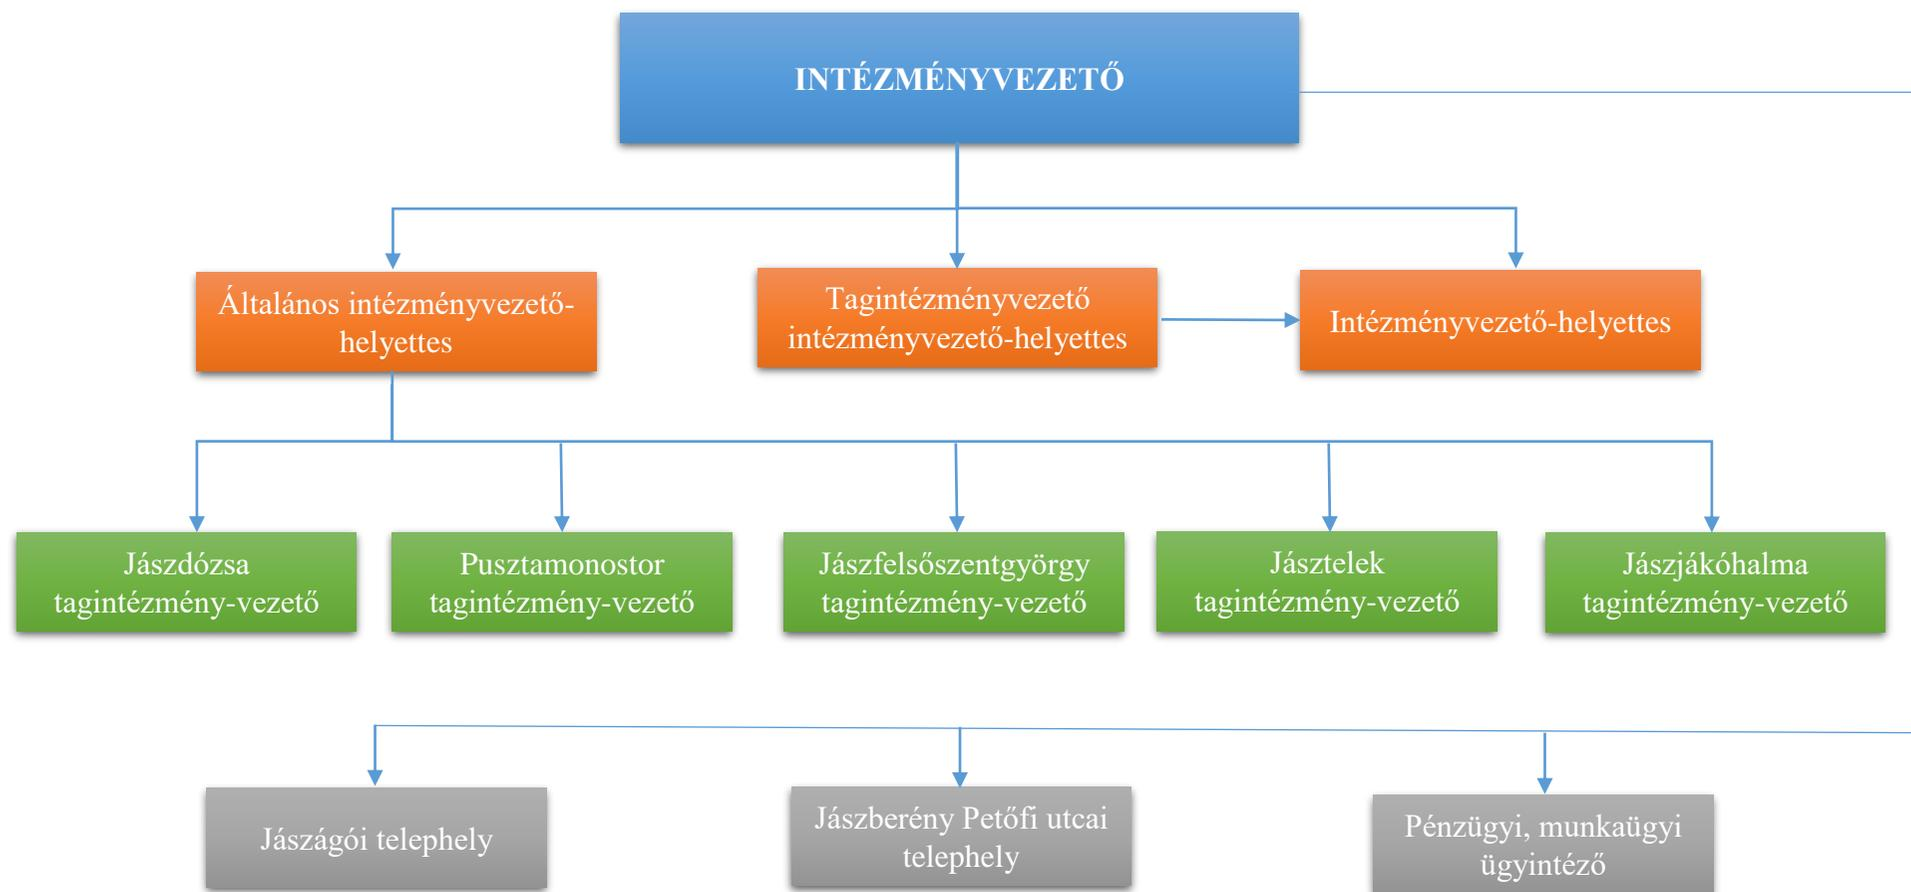 INTÉZMÉNYVEZETŐ
Általános intézményvezető-
helyettes
Tagintézményvezető
intézményvezető-helyettes
Intézményvezető-helyettes
Jászdózsa
tagintézmény-vezető
Pusztamonostor
tagintézmény-vezető
Jászfelsőszentgyörgy
tagintézmény-vezető
Jásztelek
tagintézmény-vezető
Jászjákóhalma
tagintézmény-vezető
Jászágói telephely
Jászberény Petőfi utcai
telephely
Pénzügyi, munkaügyi
ügyintéző